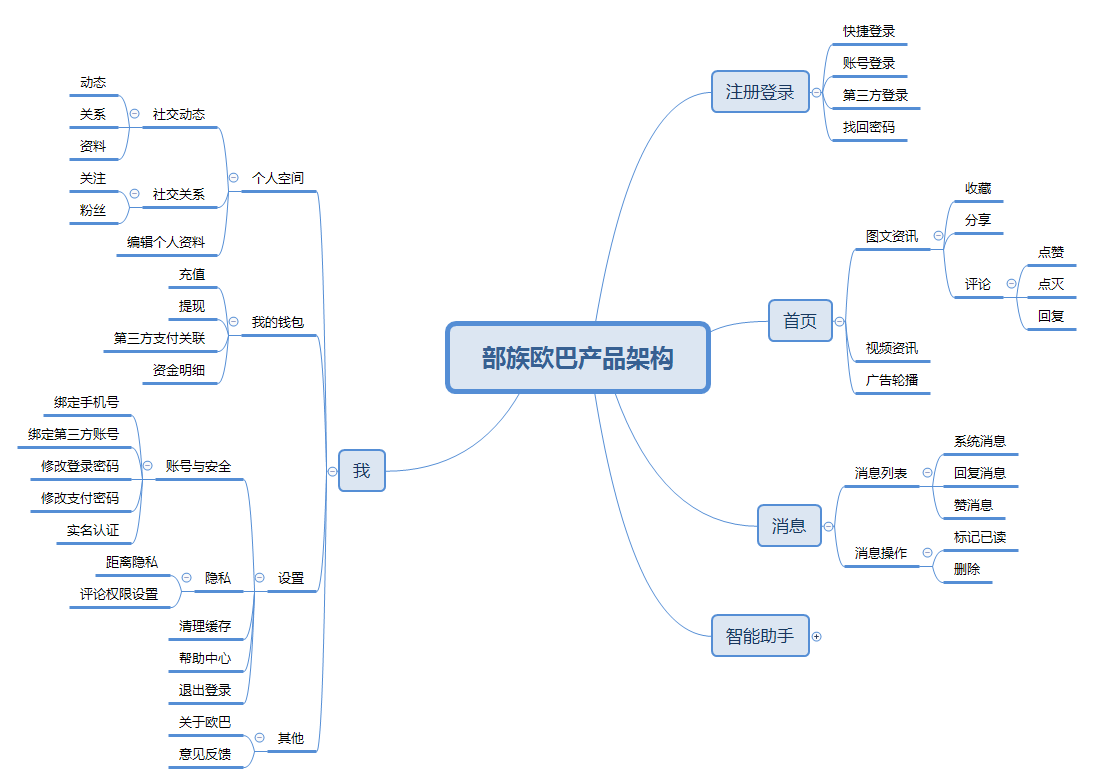 部族欧巴产品架构
注册登录
快捷登录
账号登录
第三方登录
找回密码
首页
图文资讯
收藏
分享
评论
点赞
点灭
回复
视频资讯
广告轮播
消息
消息列表
系统消息
回复消息
赞消息
消息操作
标记已读
删除
智能助手
我
个人空间
社交动态
动态
关系
资料
社交关系
关注
粉丝
编辑个人资料
我的钱包
充值
提现
第三方支付关联
资金明细
设置
账号与安全
绑定手机号
绑定第三方账号
修改登录密码
修改支付密码
实名认证
隐私
距离隐私
评论权限设置
清理缓存
帮助中心
退出登录
其他
关于欧巴
意见反馈